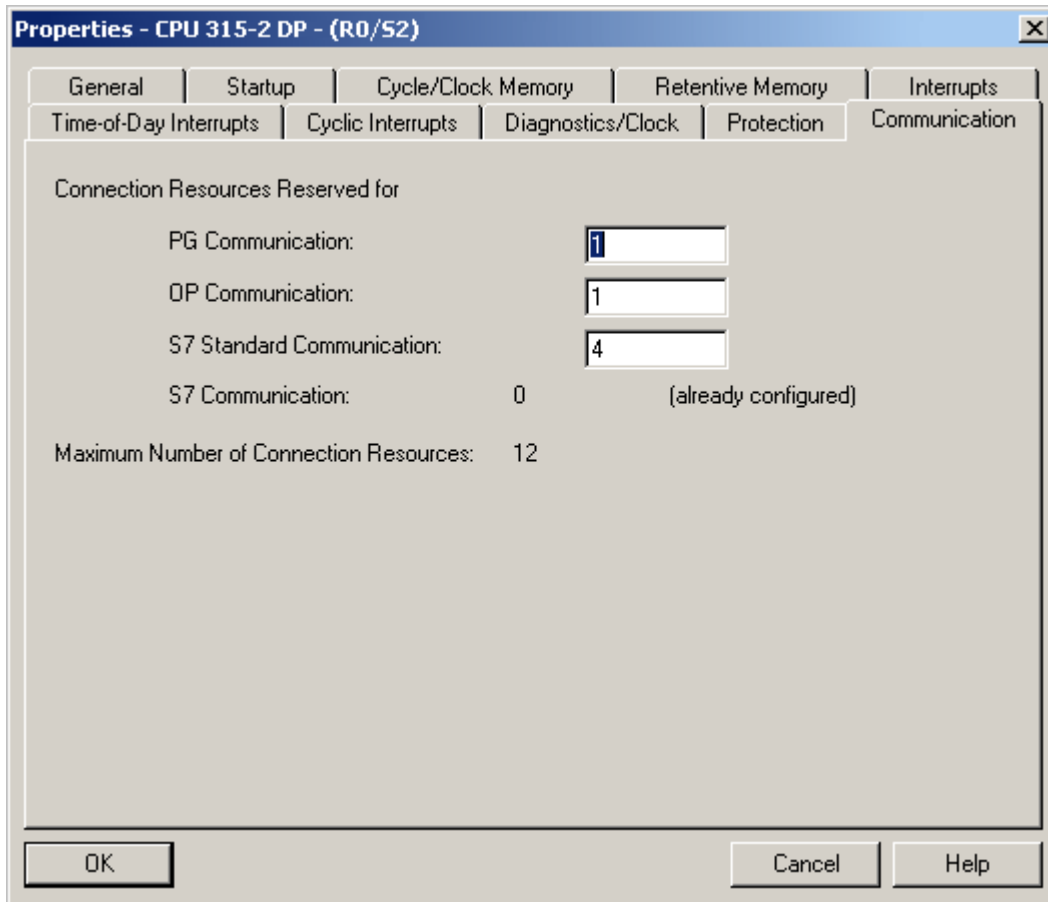 Properties - CPU 315-2 DP - (R0/S2)
General Startup Cycle/Clock Memory Retentive Memory Interrupts
Time-of-Day Interrupts Cyclic Interrupts Diagnostics/Clock Protection Communication
Connection Resources Reserved for
PG Communication: 1
OP Communication: 1
S7 Standard Communication: 4
S7 Communication: 0 (already configured)
Maximum Number of Connection Resources: 12
OK Cancel Help